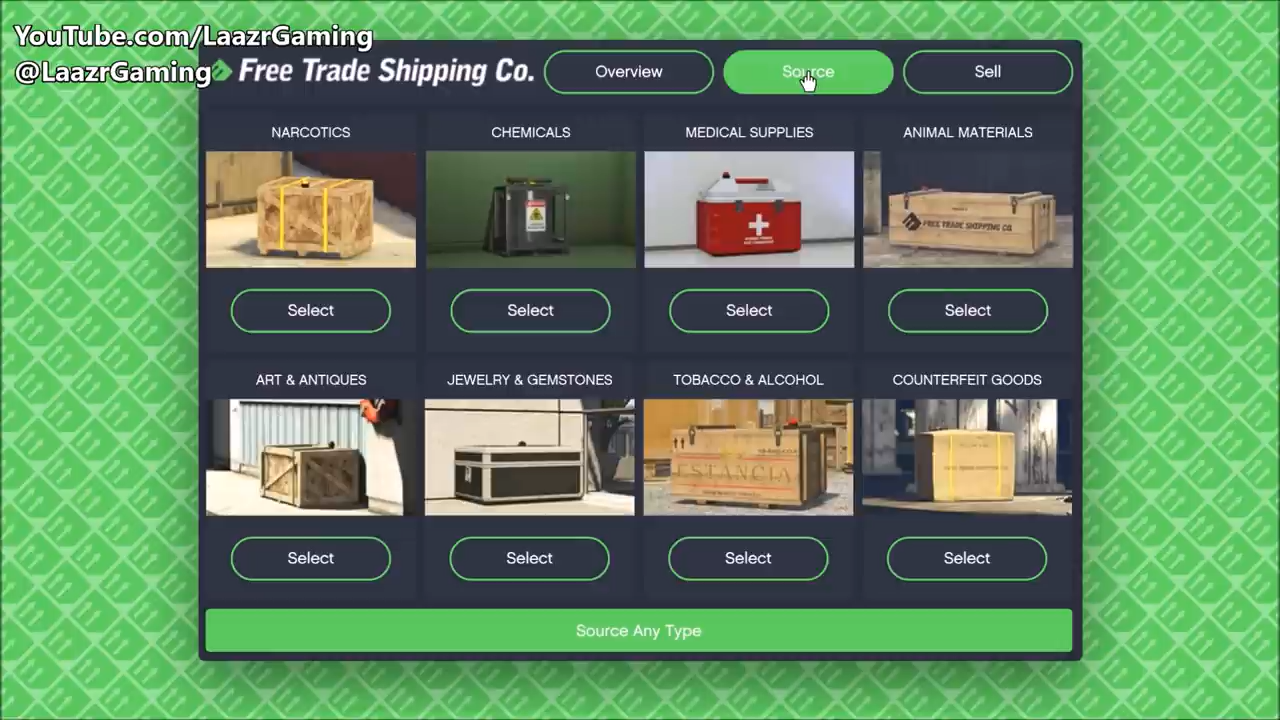 YouTube.com/LaazrGaming
@LaazrGaming
Free Trade Shipping Co.
Overview
Source
Sell
NARCOTICS
CHEMICALS
MEDICAL SUPPLIES
ANIMAL MATERIALS
FREE TRADE SHIPPING CO
Select
Select
Select
Select
ART & ANTIQUES
JEWELRY & GEMSTONES
TOBACCO & ALCOHOL
COUNTERFEIT GOODS
ESTANCIA
Select
Select
Select
Select
Source Any Type